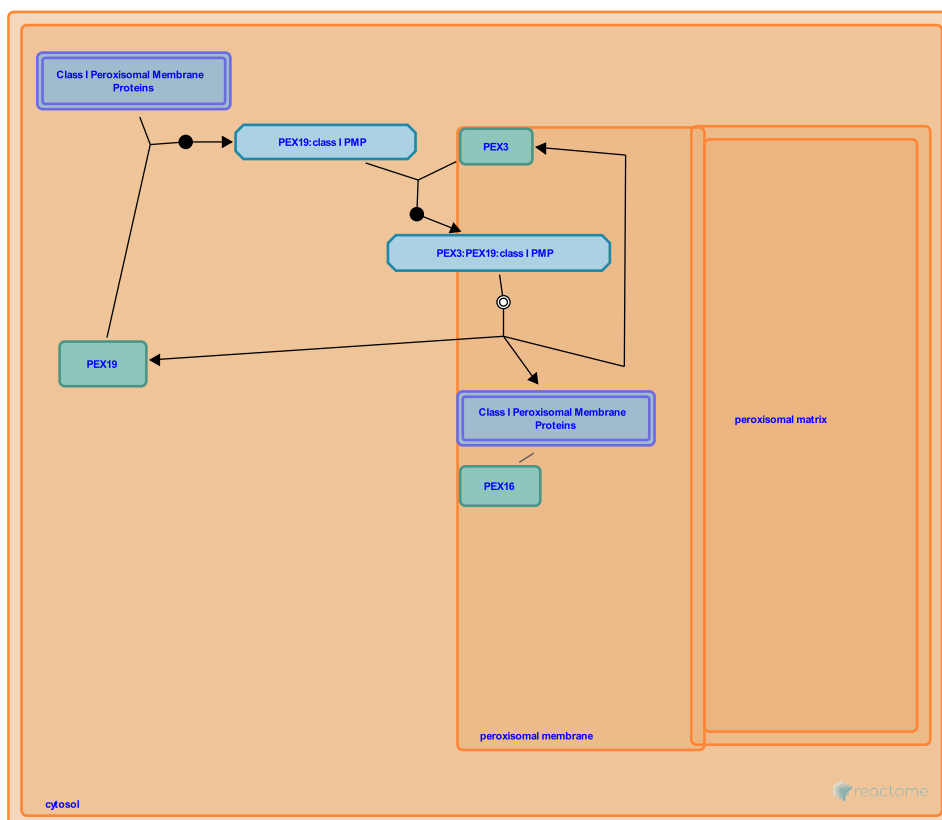 Class I Peroxisomal Membrane
Proteins
PEX19:class I PMP
PEX3
PEX3:PEX19:class I PMP
PEX19
Class I Peroxisomal Membrane
Proteins
peroxisomal matrix
PEX16
peroxisomal membrane
reactome
cytosol